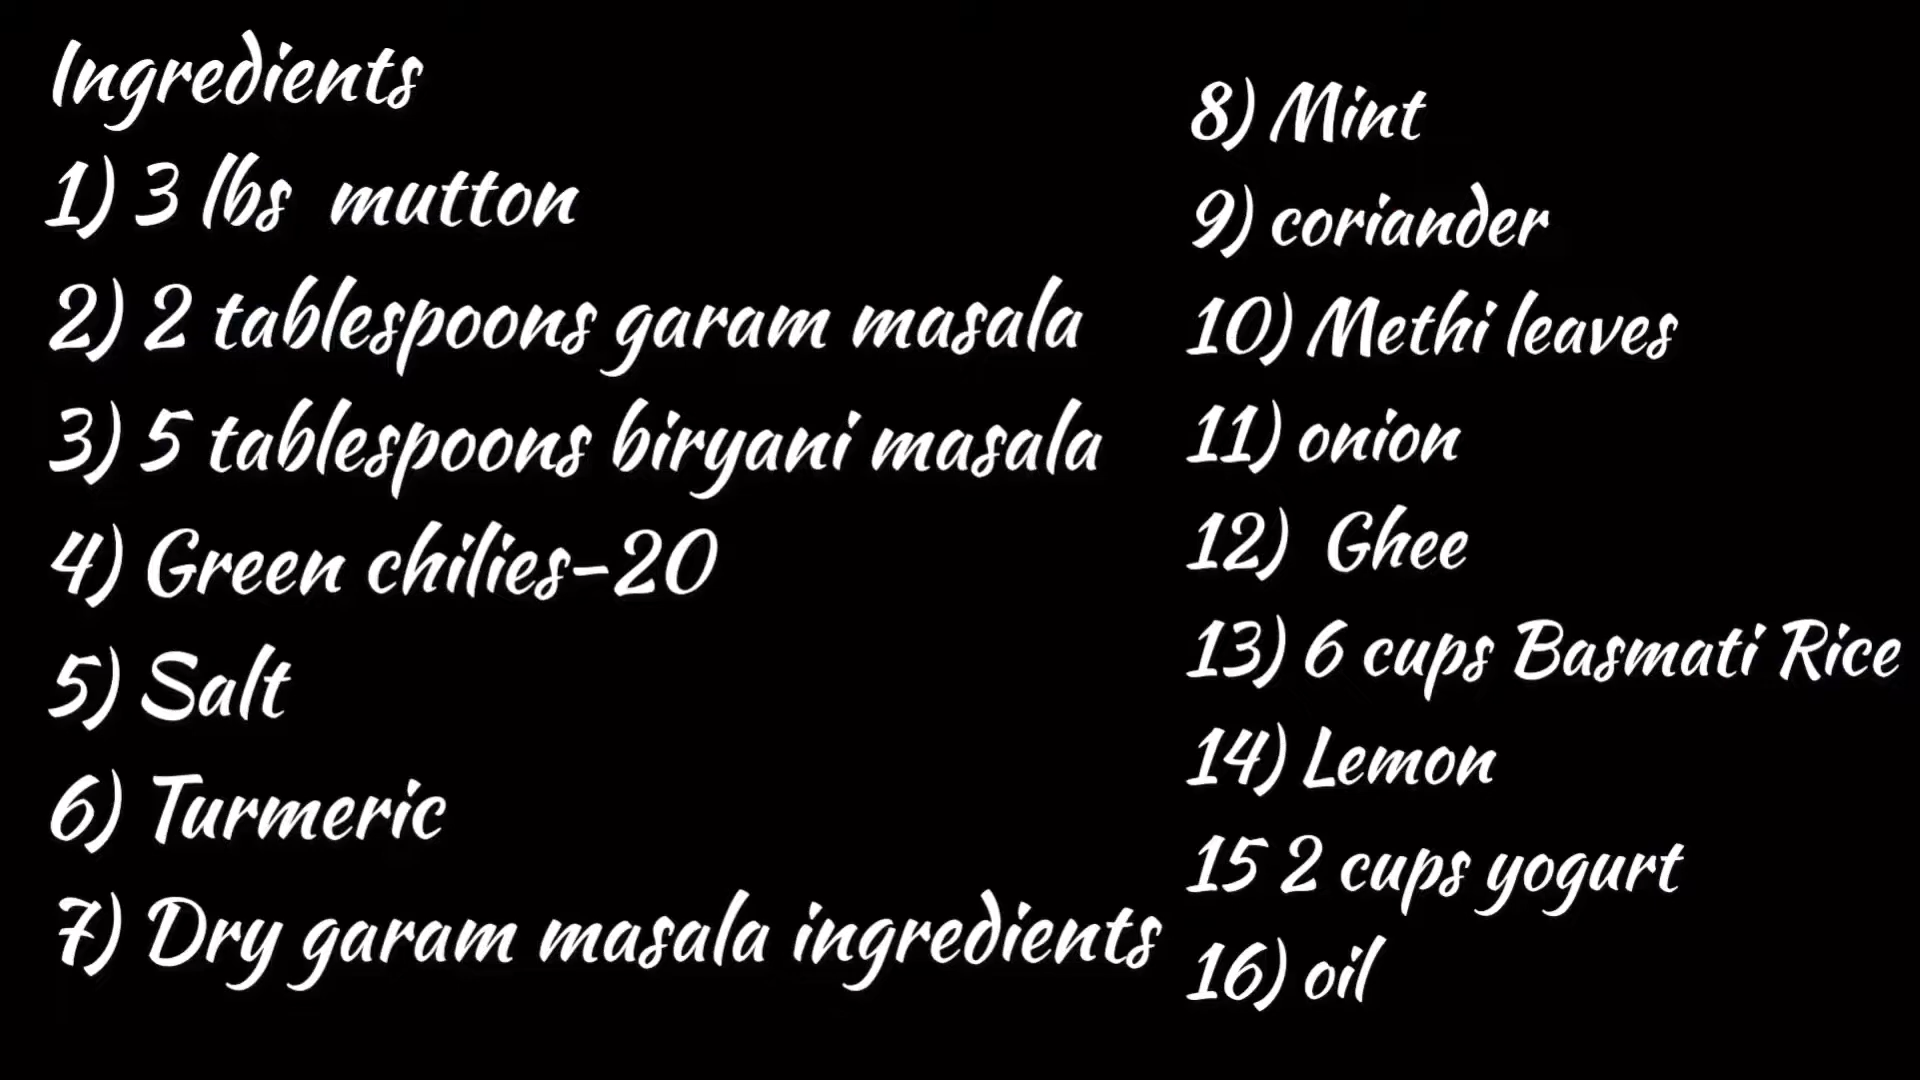 Ingredients
1) 3 lbs mutton
2) 2 tablespoons garam masala
3) 5 tablespoons biryani masala
4) Green chilies-20
5) Salt
6) Turmeric
7) Dry garam masala ingredients
8) Mint
9) coriander
10) Methi leaves
11) onion
12) Ghee
13) 6 cups Basmati Rice
14) Lemon
15 2 cups yogurt
16) oil